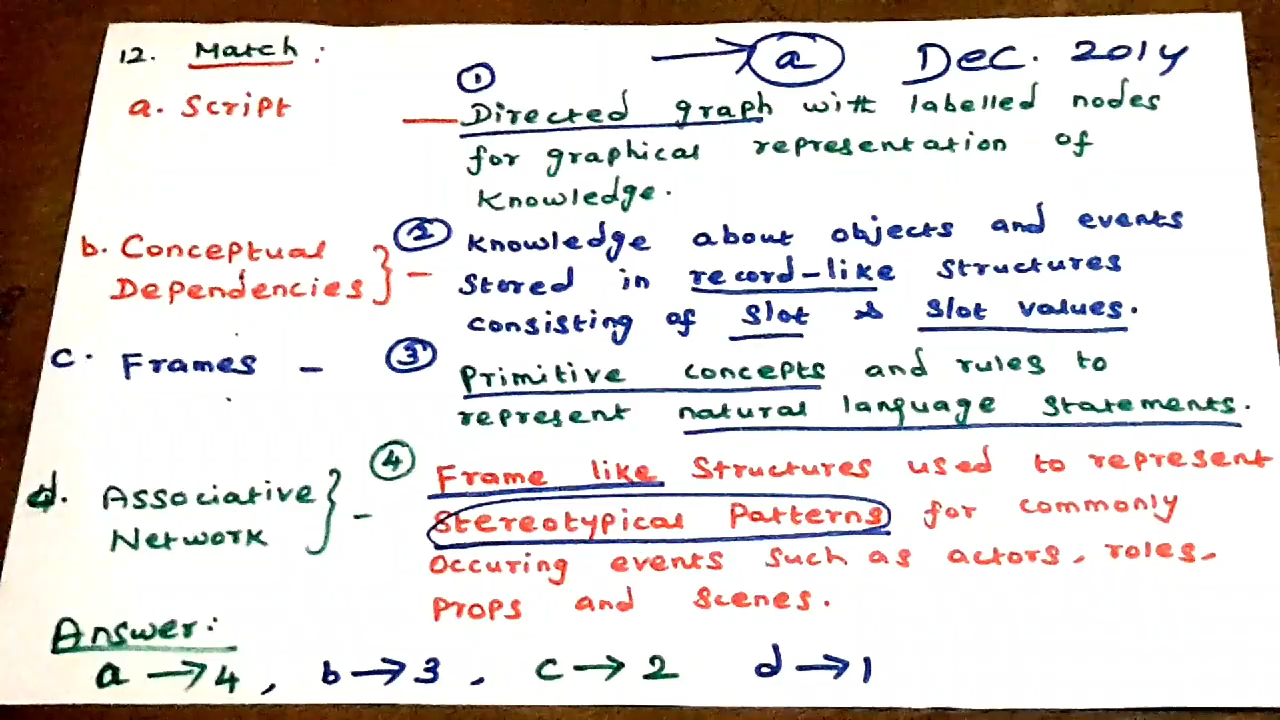 12. Match : → a Dec. 2014
a. Script — ① Directed graph with labelled nodes
for graphical representation of
Knowledge.
b. Conceptual Dependencies } — ② Knowledge about objects and events
stored in record-like structures
consisting of slot & slot values.
c. Frames — ③ Primitive concepts and rules to
represent natural language statements.
d. Associative Network } — ④ Frame like structures used to represent
stereotypical patterns for commonly
occuring events such as actors, roles,
props and scenes.
Answer:
a → 4, b → 3, c → 2 d → 1